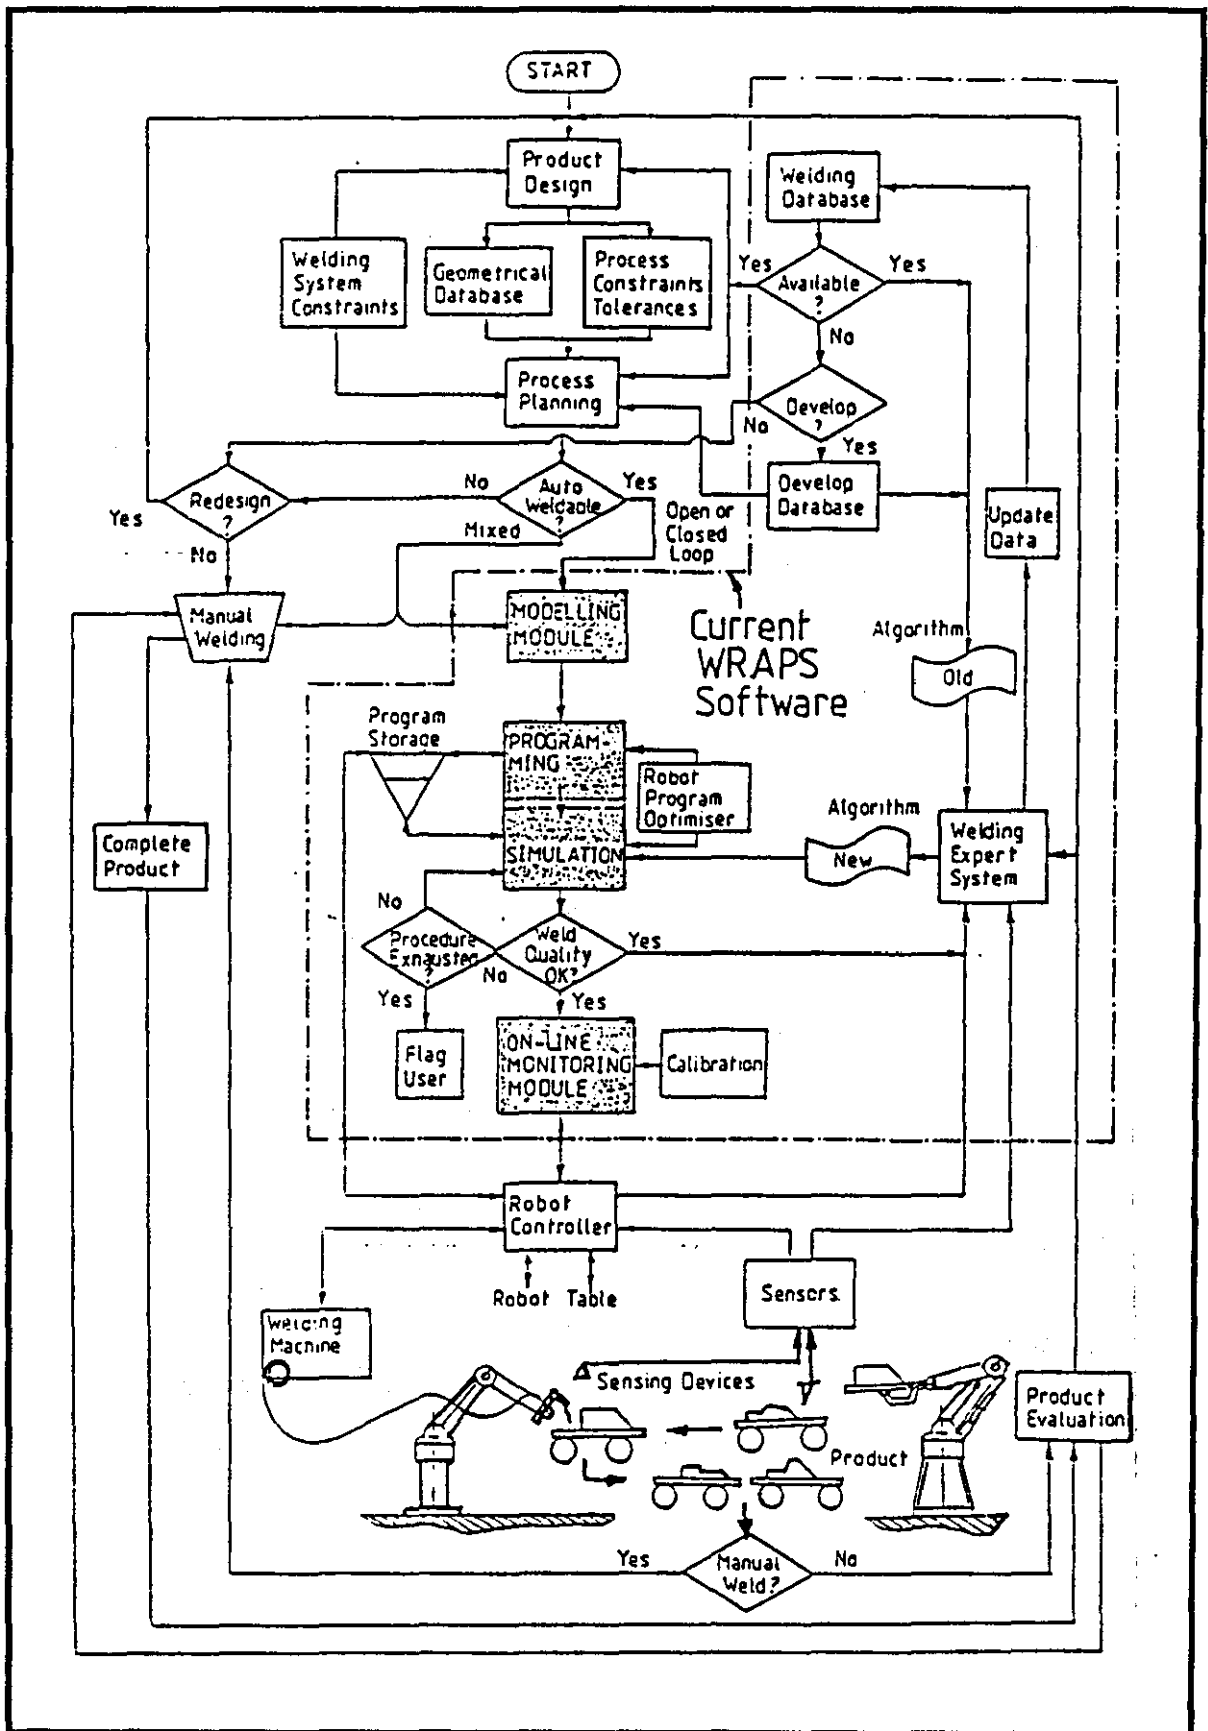 START
Product
Design
Welding
Database
Welding
System
Constraints
Geometrical
Database
Process
Constraints
Tolerances
Yes
Available
?
Yes
No
Process
Planning
Develop
?
No
Yes
Redesign
?
Yes
No
No
Auto
Weldable
?
Yes
Mixed
Open or
Closed
Loop
Develop
Database
Update
Data
Manual
Welding
MODELLING
MODULE
Current
WRAPS
Software
Algorithm
Old
Program
Storage
PROGRAM-
MING
Robot
Program
Optimiser
SIMULATION
Algorithm
New
Welding
Expert
System
Complete
Product
No
Procedure
Exhausted
?
Yes
No
Weld
Quality
OK?
Yes
Yes
Flag
User
ON-LINE
MONITORING
MODULE
Calibration
Robot
Controller
Robot Table
Sensors
Welding
Machine
Sensing Devices
Product
Product
Evaluation
Yes
Manual
Weld?
No